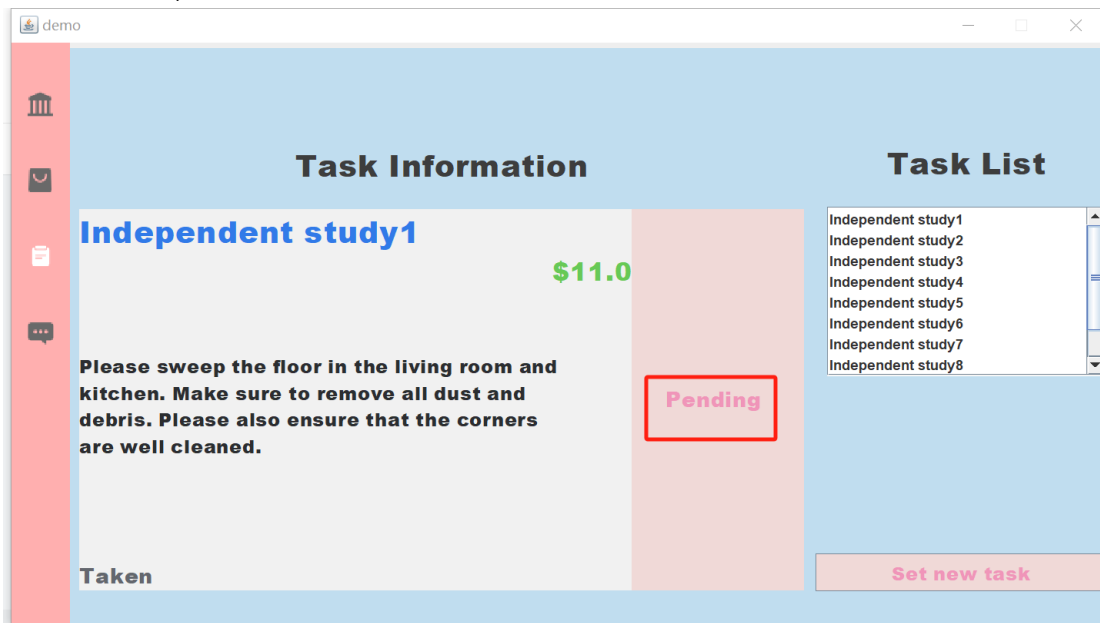 demo
Task Information
Task List
Independent study1
$11.0
Please sweep the floor in the living room and
kitchen. Make sure to remove all dust and
debris. Please also ensure that the corners
are well cleaned.
Taken
Pending
Independent study1
Independent study2
Independent study3
Independent study4
Independent study5
Independent study6
Independent study7
Independent study8
Set new task